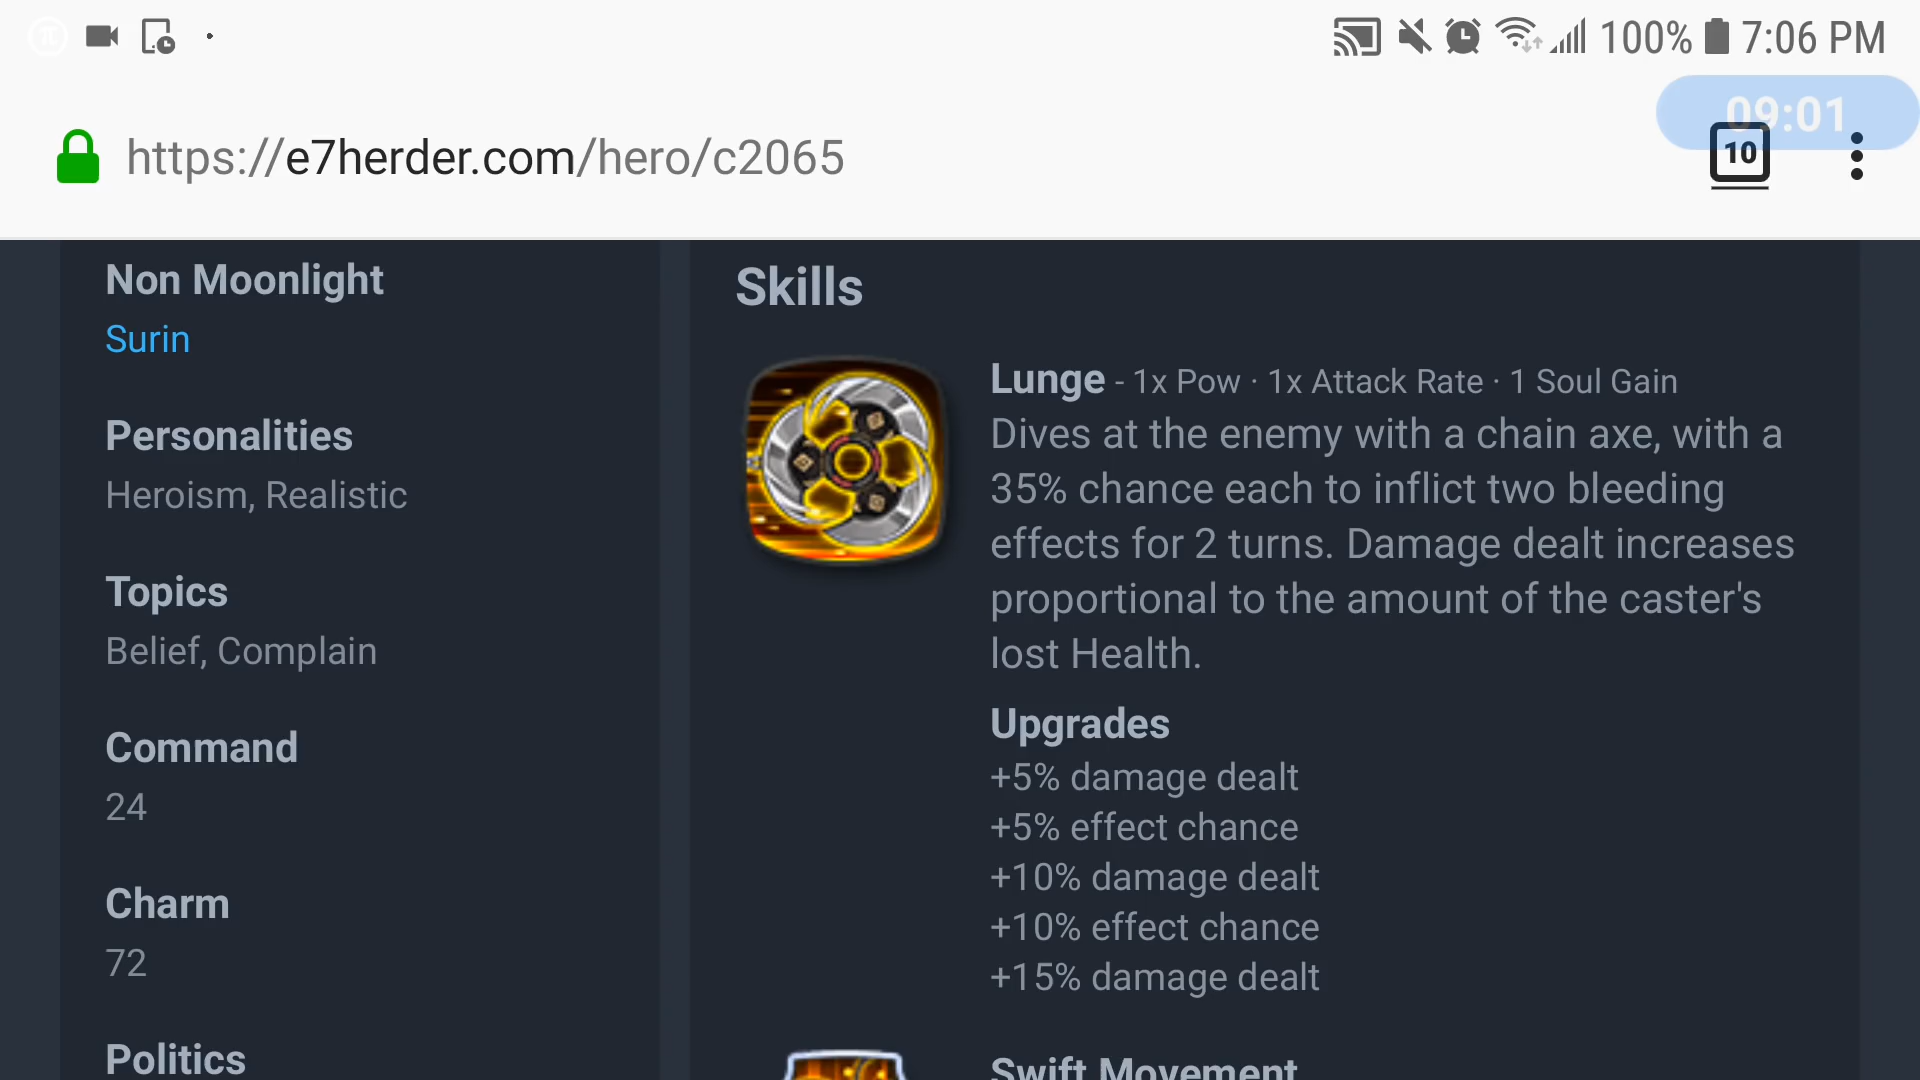 100% 7:06 PM
09:01
https://e7herder.com/hero/c2065
10
Non Moonlight
Surin
Personalities
Heroism, Realistic
Topics
Belief, Complain
Command
24
Charm
72
Politics
Skills
Lunge - 1x Pow · 1x Attack Rate · 1 Soul Gain
Dives at the enemy with a chain axe, with a
35% chance each to inflict two bleeding
effects for 2 turns. Damage dealt increases
proportional to the amount of the caster's
lost Health.
Upgrades
+5% damage dealt
+5% effect chance
+10% damage dealt
+10% effect chance
+15% damage dealt
Swift Movement